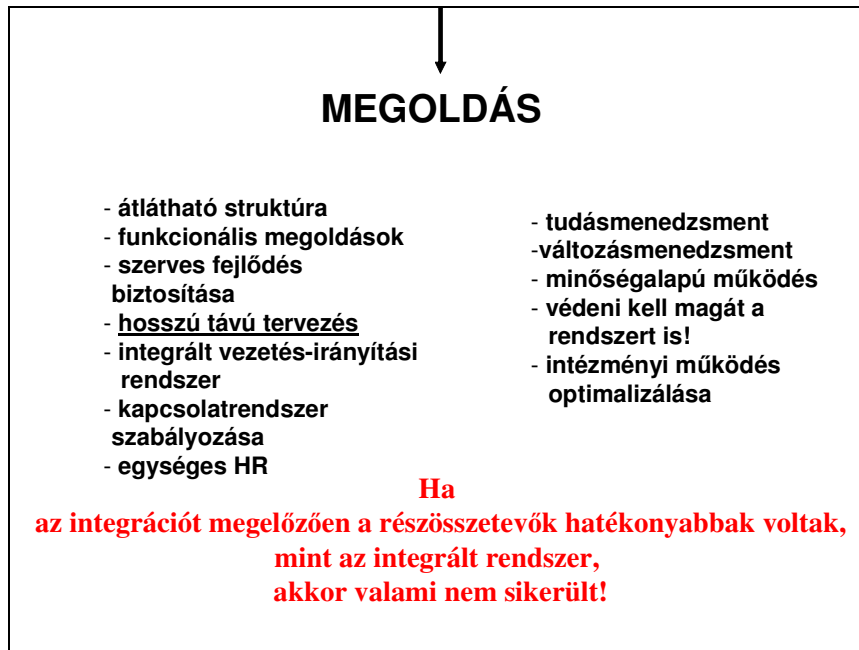 MEGOLDÁS
- átlátható struktúra
- funkcionális megoldások
- szerves fejlődés
biztosítása
- hosszú távú tervezés
- integrált vezetés-irányítási
rendszer
- kapcsolatrendszer
szabályozása
- egységes HR
- tudásmenedzsment
-változásmenedzsment
- minőségalapú működés
- védeni kell magát a
rendszert is!
- intézményi működés
optimalizálása
Ha
az integrációt megelőzően a részösszetevők hatékonyabbak voltak,
mint az integrált rendszer,
akkor valami nem sikerült!